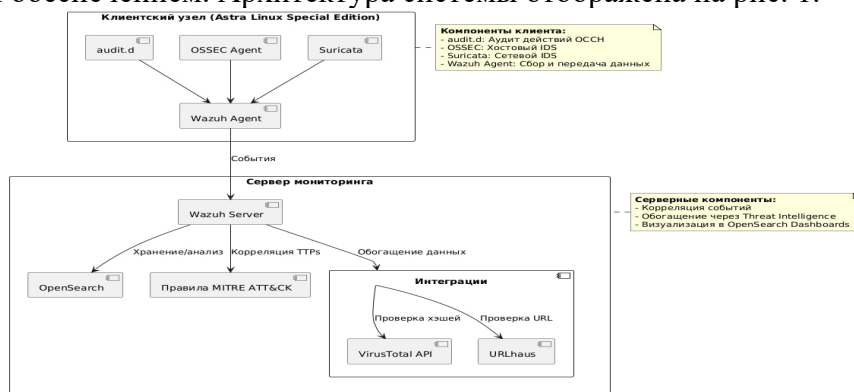 обеспечением. Архитектура системы отображена на рис. 1.
Клиентский узел (Astra Linux Special Edition)
audit.d
OSSEC Agent
Suricata
Wazuh Agent
Компоненты клиента:
- audit.d: Аудит действий ОССН
- OSSEC: Хостовый IDS
- Suricata: Сетевой IDS
- Wazuh Agent: Сбор и передача данных
События
Сервер мониторинга
Wazuh Server
Серверные компоненты:
- Корреляция событий
- Обогащение через Threat Intelligence
- Визуализация в OpenSearch Dashboards
Хранение/анализ
Корреляция TTPs
Обогащение данных
OpenSearch
Правила MITRE ATT&CK
Интеграции
Проверка хэшей
Проверка URL
VirusTotal API
URLhaus